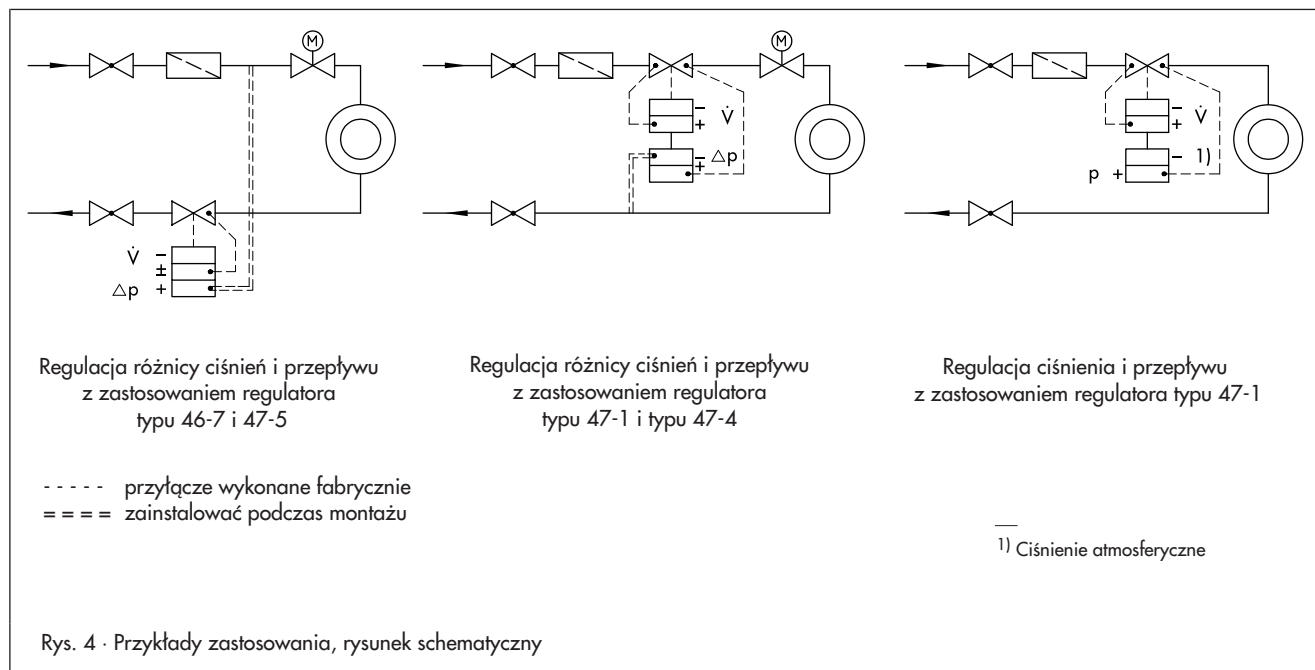 M
M
V̇
−
±
Δp
+
−
+
V̇
−
+
Δp
−
+
V̇
p
+
−
1)
Regulacja różnicy ciśnień i przepływu
z zastosowaniem regulatora
typu 46-7 i 47-5
Regulacja różnicy ciśnień i przepływu
z zastosowaniem regulatora
typu 47-1 i typu 47-4
Regulacja ciśnienia i przepływu
z zastosowaniem regulatora typu 47-1
- - - - - przyłącze wykonane fabrycznie
= = = = zainstalować podczas montażu
1) Ciśnienie atmosferyczne
Rys. 4 · Przykłady zastosowania, rysunek schematyczny